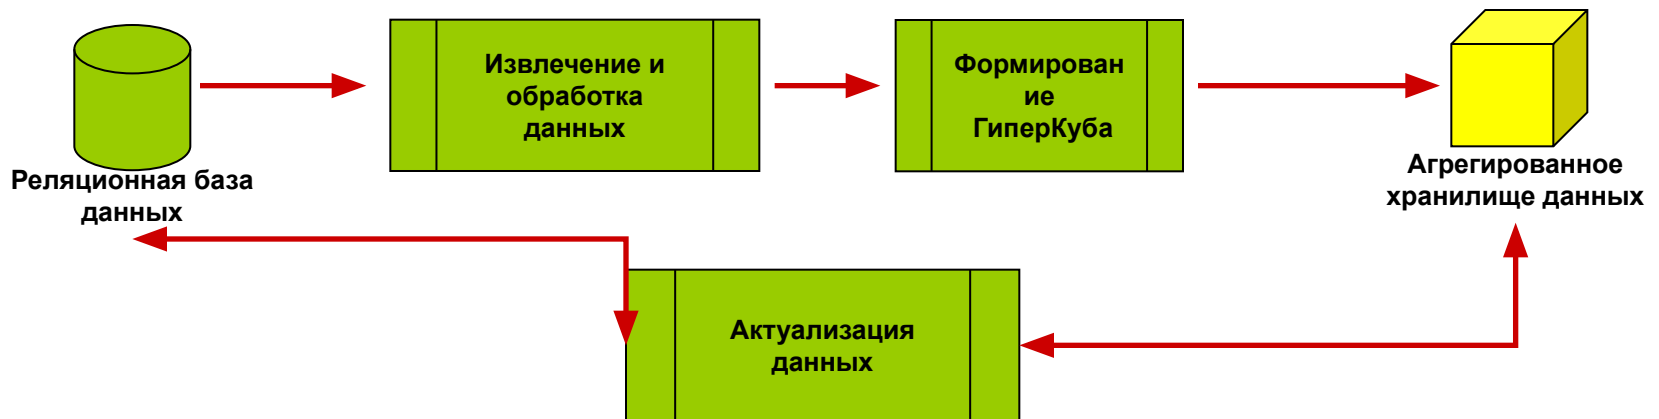 Извлечение и
обработка
данных
Формирован
ие
ГиперКуба
Реляционная база
данных
Агрегированное
хранилище данных
Актуализация
данных